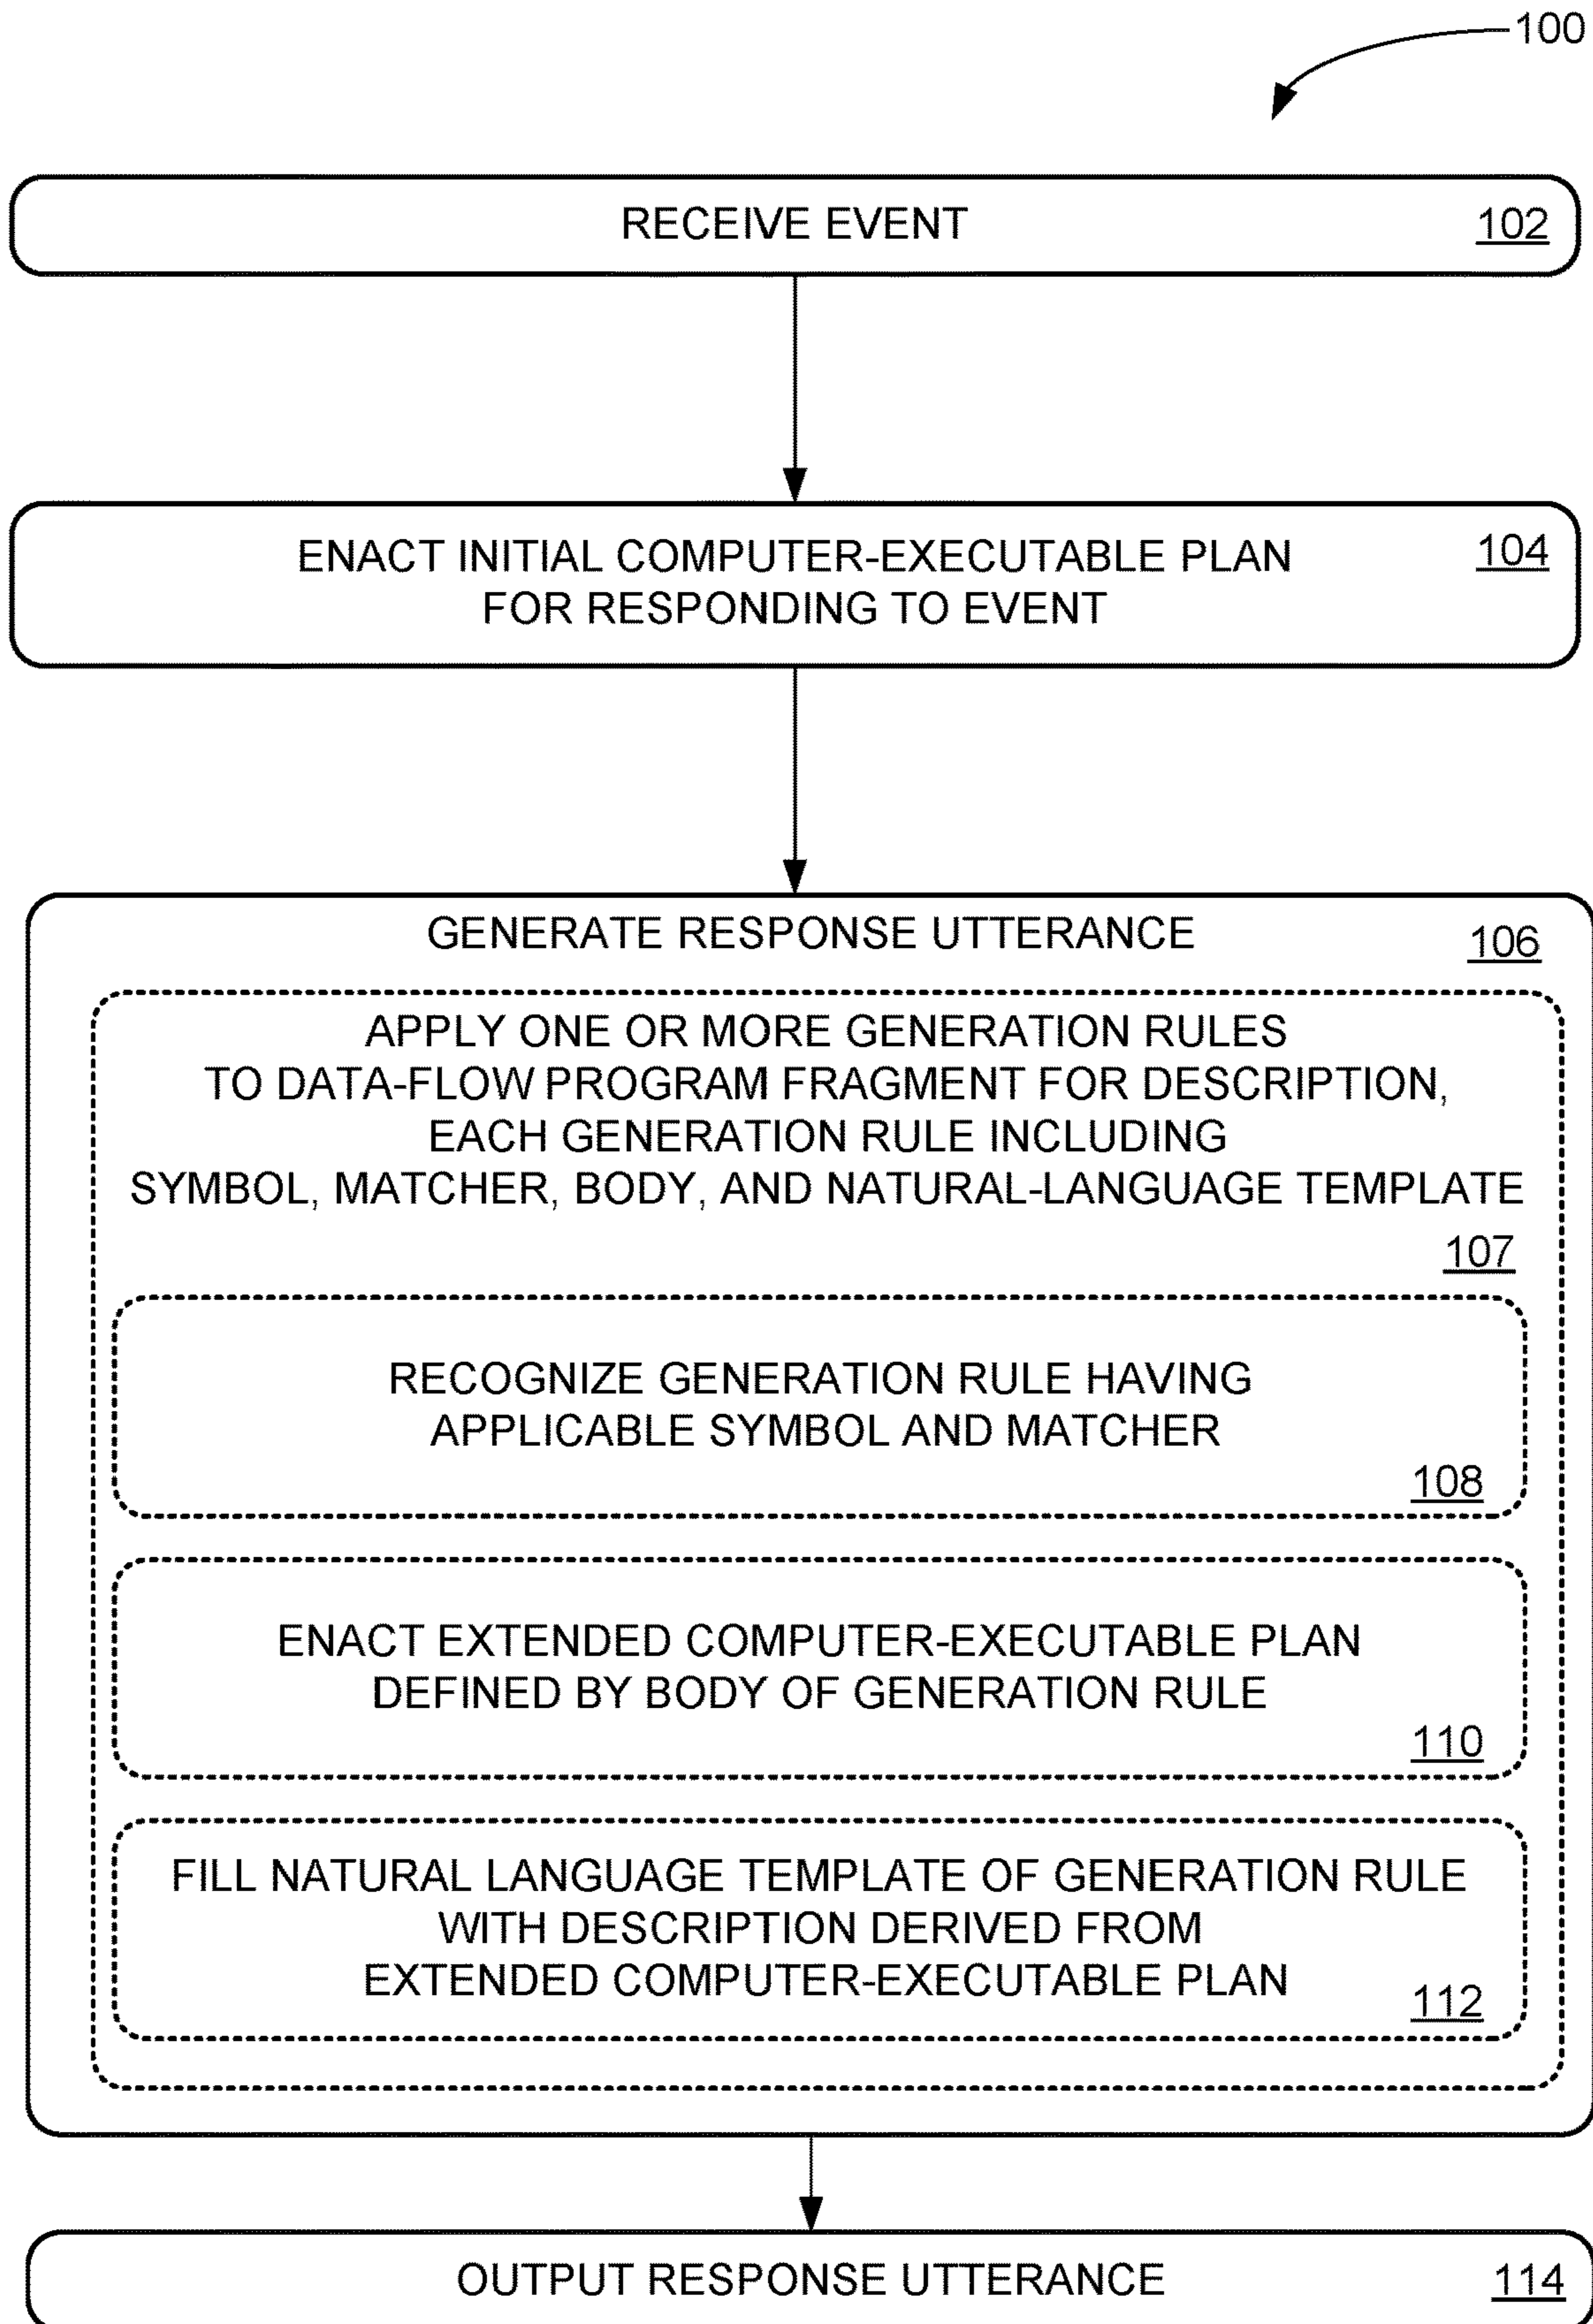 100
RECEIVE EVENT
102
ENACT INITIAL COMPUTER-EXECUTABLE PLAN
104
FOR RESPONDING TO EVENT
GENERATE RESPONSE UTTERANCE
106
APPLY ONE OR MORE GENERATION RULES
TO DATA-FLOW PROGRAM FRAGMENT FOR DESCRIPTION,
EACH GENERATION RULE INCLUDING
SYMBOL, MATCHER, BODY, AND NATURAL-LANGUAGE TEMPLATE
107
RECOGNIZE GENERATION RULE HAVING
APPLICABLE SYMBOL AND MATCHER
108
ENACT EXTENDED COMPUTER-EXECUTABLE PLAN
DEFINED BY BODY OF GENERATION RULE
110
FILL NATURAL LANGUAGE TEMPLATE OF GENERATION RULE
WITH DESCRIPTION DERIVED FROM
EXTENDED COMPUTER-EXECUTABLE PLAN
112
OUTPUT RESPONSE UTTERANCE
114